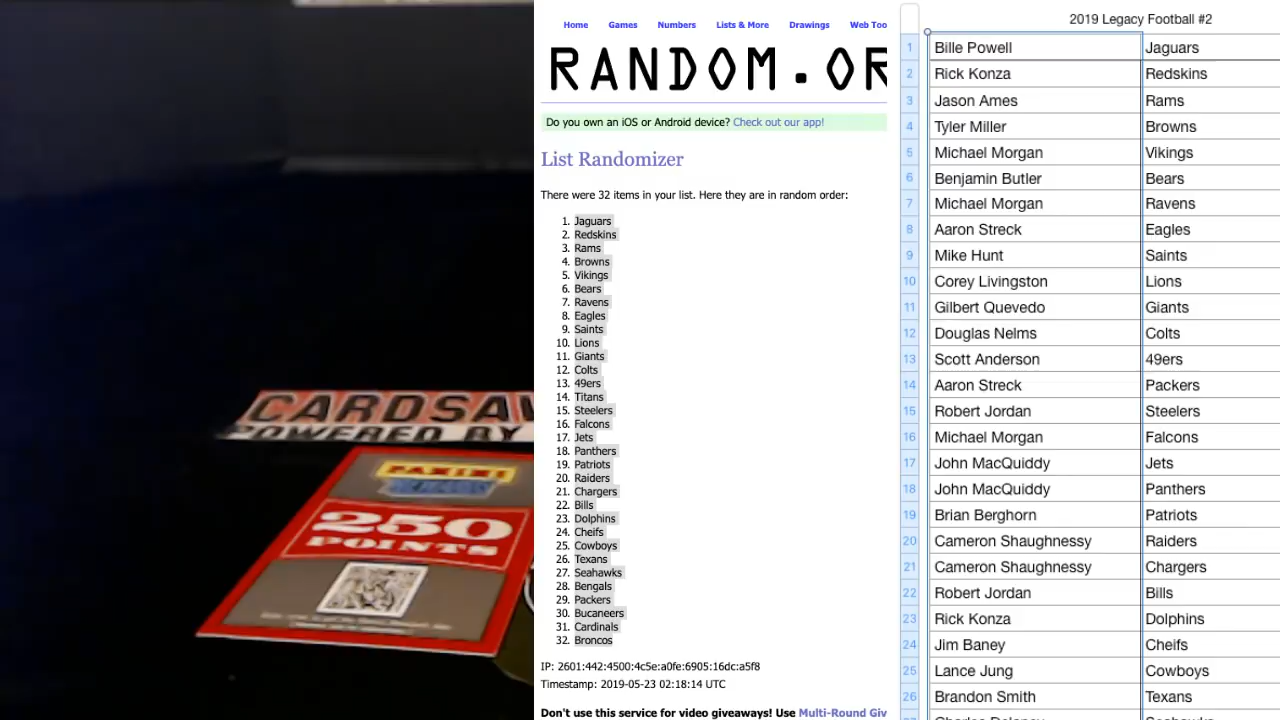 CARDSAV
POWERED BY
PANINI
250
POINTS
Home Games Numbers Lists & More Drawings Web Too
RANDOM.OR
Do you own an iOS or Android device? Check out our app!
List Randomizer
There were 32 items in your list. Here they are in random order:
1. Jaguars
2. Redskins
3. Rams
4. Browns
5. Vikings
6. Bears
7. Ravens
8. Eagles
9. Saints
10. Lions
11. Giants
12. Colts
13. 49ers
14. Titans
15. Steelers
16. Falcons
17. Jets
18. Panthers
19. Patriots
20. Raiders
21. Chargers
22. Bills
23. Dolphins
24. Cheifs
25. Cowboys
26. Texans
27. Seahawks
28. Bengals
29. Packers
30. Bucaneers
31. Cardinals
32. Broncos
IP: 2601:442:4500:4c5e:a0fe:6905:16dc:a5f8
Timestamp: 2019-05-23 02:18:14 UTC
Don't use this service for video giveaways! Use Multi-Round Giv
2019 Legacy Football #2
1 Bille Powell Jaguars
2 Rick Konza Redskins
3 Jason Ames Rams
4 Tyler Miller Browns
5 Michael Morgan Vikings
6 Benjamin Butler Bears
7 Michael Morgan Ravens
8 Aaron Streck Eagles
9 Mike Hunt Saints
10 Corey Livingston Lions
11 Gilbert Quevedo Giants
12 Douglas Nelms Colts
13 Scott Anderson 49ers
14 Aaron Streck Packers
15 Robert Jordan Steelers
16 Michael Morgan Falcons
17 John MacQuiddy Jets
18 John MacQuiddy Panthers
19 Brian Berghorn Patriots
20 Cameron Shaughnessy Raiders
21 Cameron Shaughnessy Chargers
22 Robert Jordan Bills
23 Rick Konza Dolphins
24 Jim Baney Cheifs
25 Lance Jung Cowboys
26 Brandon Smith Texans